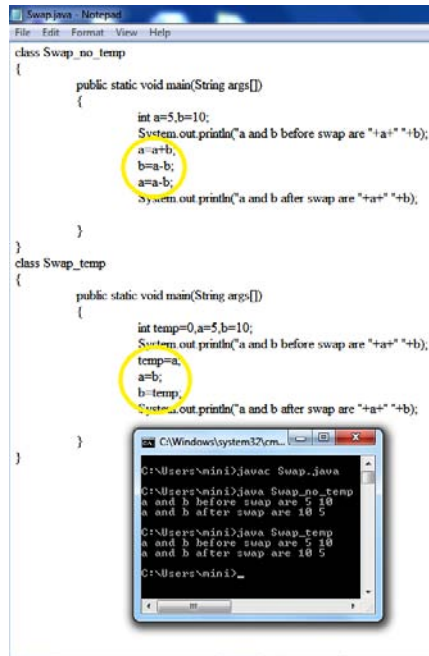 Swap.java - Notepad
File Edit Format View Help
class Swap_no_temp
{
public static void main(String args[])
{
int a=5,b=10;
System.out.println("a and b before swap are "+a+" "+b);
a=a+b;
b=a-b;
a=a-b;
System.out.println("a and b after swap are "+a+" "+b);
}
}
class Swap_temp
{
public static void main(String args[])
{
int temp=0,a=5,b=10;
System.out.println("a and b before swap are "+a+" "+b);
temp=a;
a=b;
b=temp;
System.out.println("a and b after swap are "+a+" "+b);
}
}
C:\Windows\system32\cm...
C:\Users\mini>javac Swap.java
C:\Users\mini>java Swap_no_temp
a and b before swap are 5 10
a and b after swap are 10 5
C:\Users\mini>java Swap_temp
a and b before swap are 5 10
a and b after swap are 10 5
C:\Users\mini>_